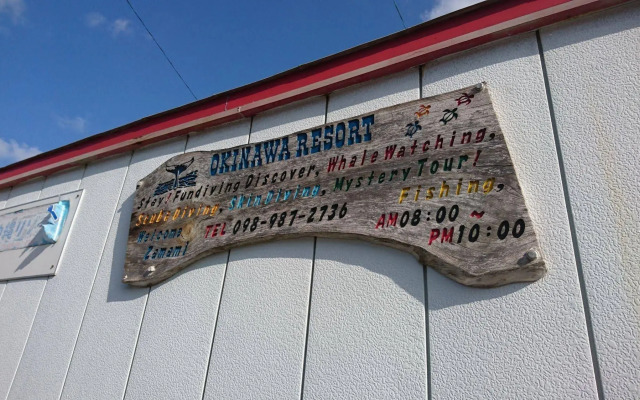 OKINAWA RESORT
Stay! Fundiving Discover, Whale Watching,
Scuba Diving, Skin Diving, Mystery Tour! Fishing,
Welcome Zamami TEL 098-987-2736 AM08:00~
PM10:00